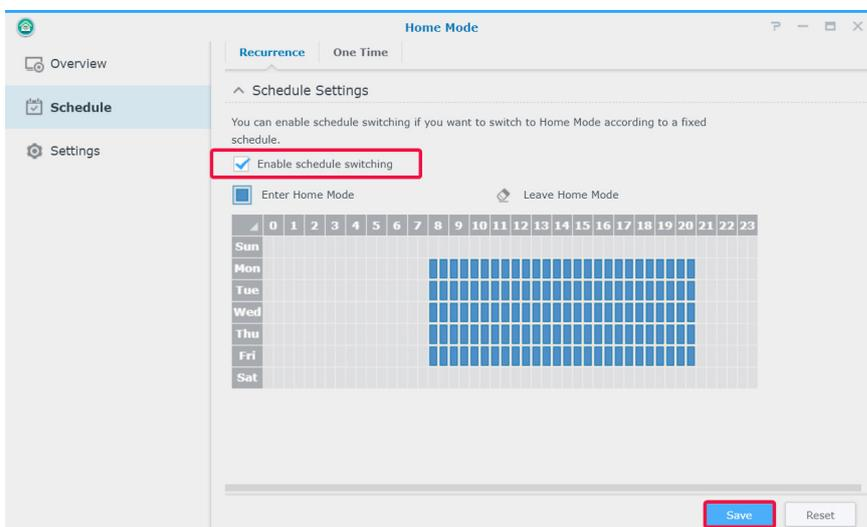 Home Mode
Overview
Schedule
Settings
Recurrence
One Time
Schedule Settings
You can enable schedule switching if you want to switch to Home Mode according to a fixed
schedule.
Enable schedule switching
Enter Home Mode
Leave Home Mode
0 1 2 3 4 5 6 7 8 9 10 11 12 13 14 15 16 17 18 19 20 21 22 23
Sun
Mon
Tue
Wed
Thu
Fri
Sat
Save
Reset